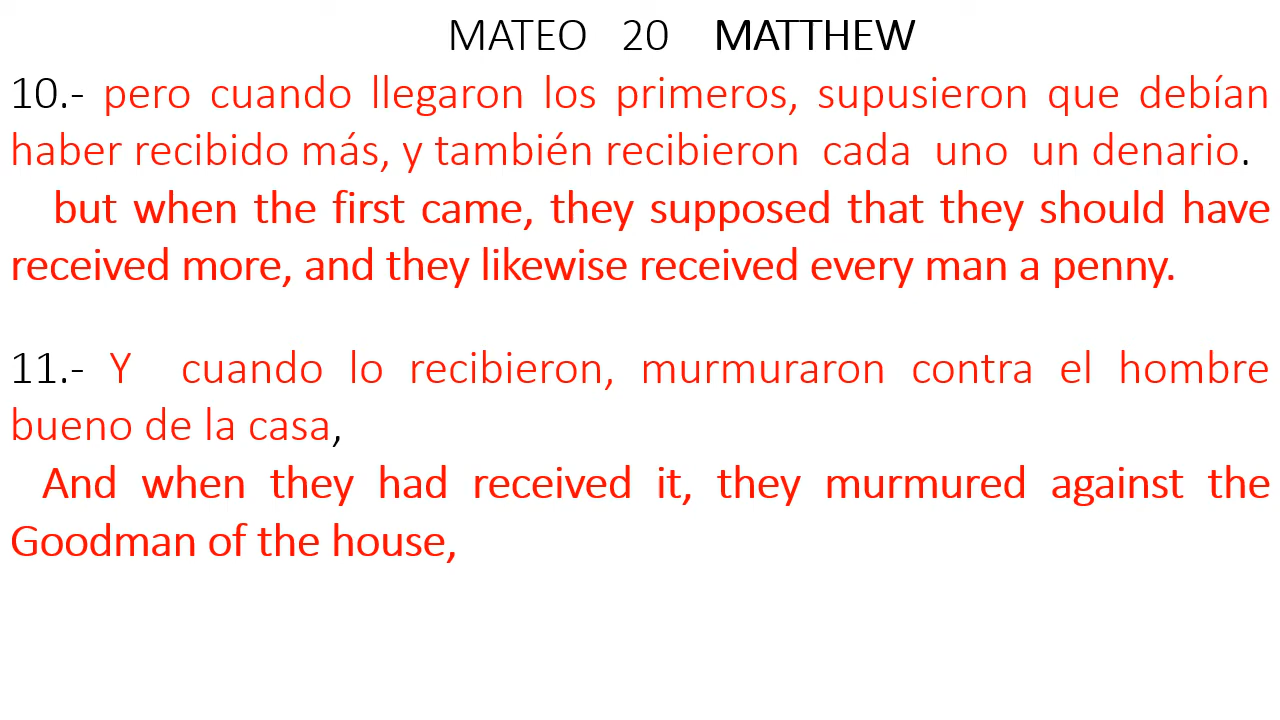 MATEO 20 MATTHEW
10.- pero cuando llegaron los primeros, supusieron que debían
haber recibido más, y también recibieron cada uno un denario.
but when the first came, they supposed that they should have
received more, and they likewise received every man a penny.
11.- Y cuando lo recibieron, murmuraron contra el hombre
bueno de la casa,
And when they had received it, they murmured against the
Goodman of the house,